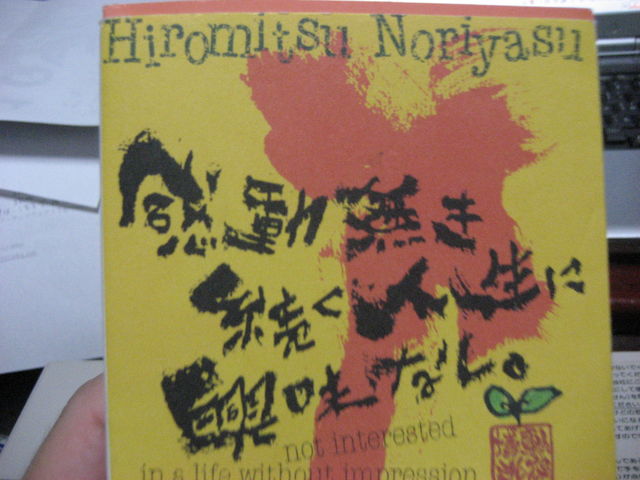 Hiromitsu Noriyasu
感動無き
続く人生に
興味なし。
not interested
in a life without impression